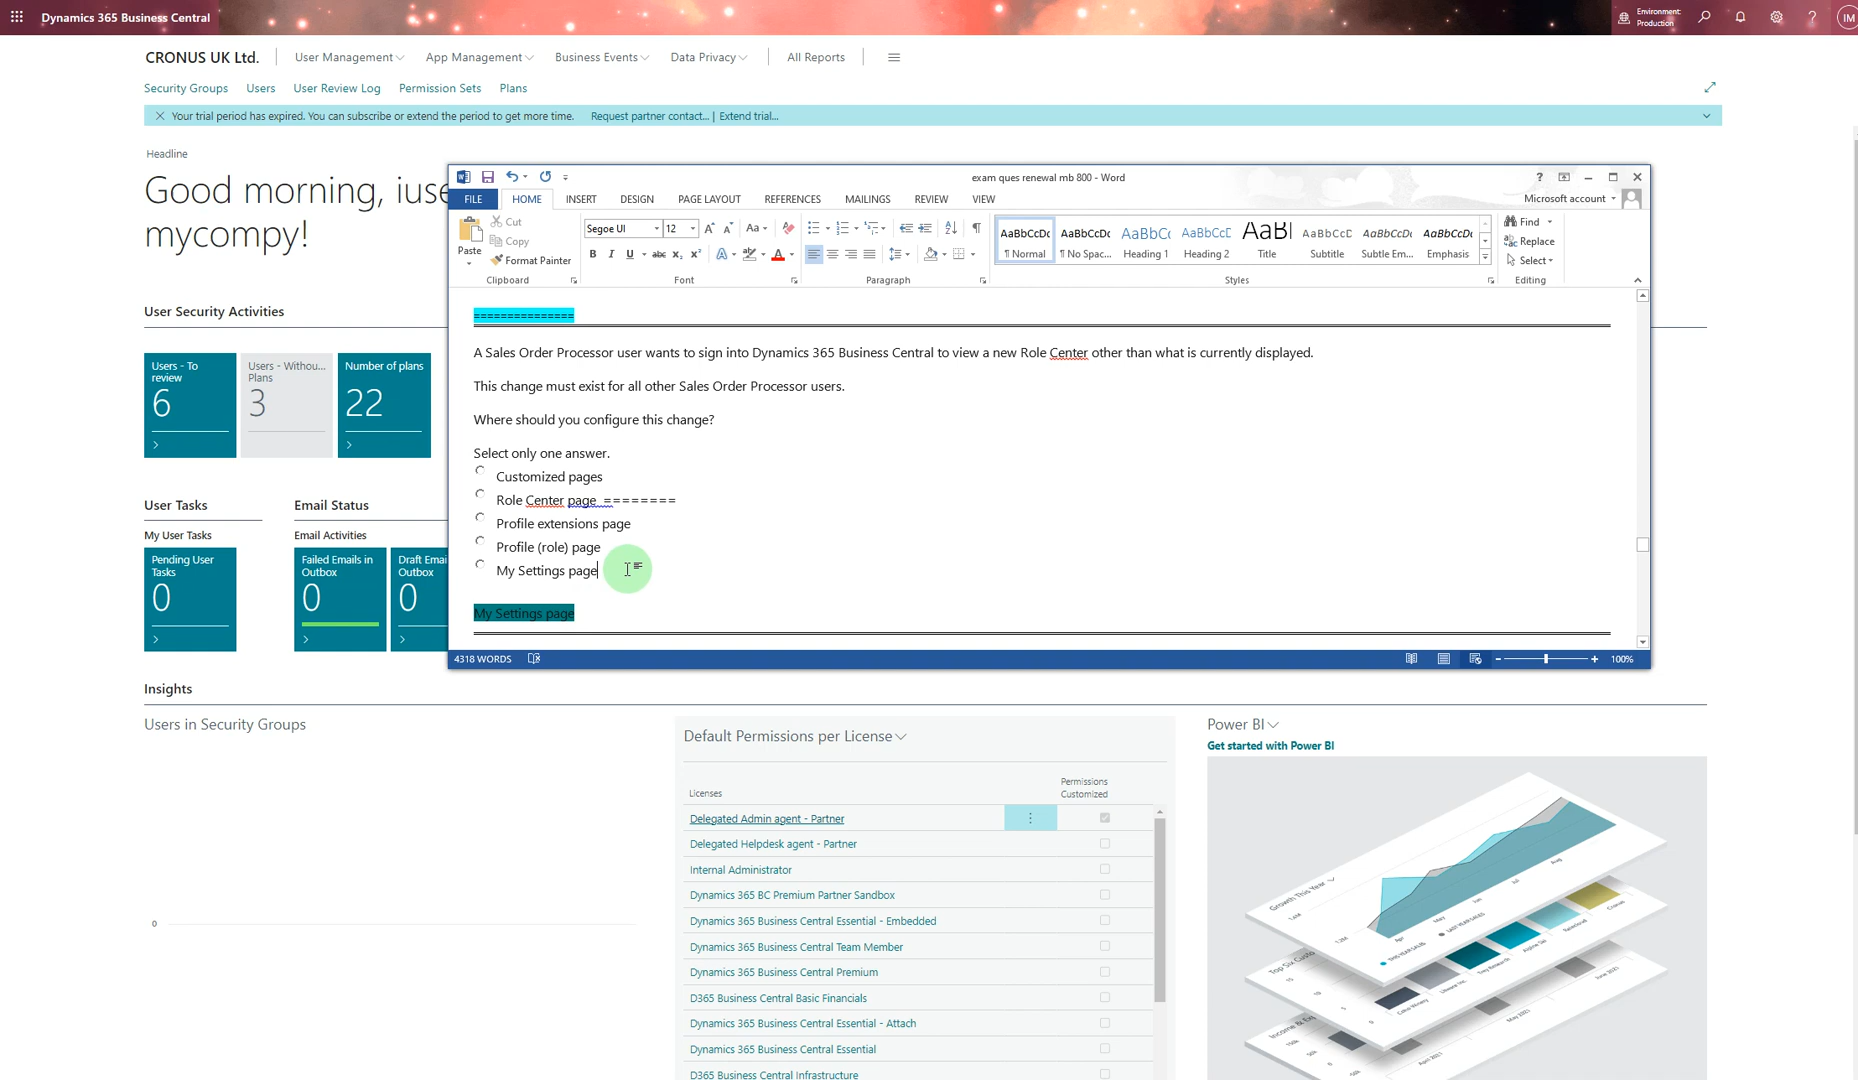 Dynamics 365 Business Central
Environment:
Production
IM
CRONUS UK Ltd.
User Management
App Management
Business Events
Data Privacy
All Reports
Security Groups
Users
User Review Log
Permission Sets
Plans
Your trial period has expired. You can subscribe or extend the period to get more time.
Request partner contact... | Extend trial...
Headline
Good morning, iuse
mycompy!
User Security Activities
Users - To review
6
Users - Withou... Plans
3
Number of plans
22
User Tasks
My User Tasks
Pending User Tasks
0
Email Status
Email Activities
Failed Emails in Outbox
0
Draft Emai
Outbox
0
exam ques renewal mb 800 - Word
FILE
HOME
INSERT
DESIGN
PAGE LAYOUT
REFERENCES
MAILINGS
REVIEW
VIEW
Microsoft account
Paste
Cut
Copy
Format Painter
Clipboard
Segoe UI
12
Font
Paragraph
AaBbCcDc
¶ Normal
AaBbCcDc
¶ No Spac...
AaBbCc
Heading 1
AaBbCcC
Heading 2
AaBl
Title
AaBbCcC
Subtitle
AaBbCcDc
Subtle Em...
AaBbCcDc
Emphasis
Styles
Find
Replace
Select
Editing
===============
A Sales Order Processor user wants to sign into Dynamics 365 Business Central to view a new Role Center other than what is currently displayed.
This change must exist for all other Sales Order Processor users.
Where should you configure this change?
Select only one answer.
Customized pages
Role Center page ========
Profile extensions page
Profile (role) page
My Settings page
My Settings page
4318 WORDS
100%
Insights
Users in Security Groups
0
Default Permissions per License
Licenses
Permissions Customized
Delegated Admin agent - Partner
Delegated Helpdesk agent - Partner
Internal Administrator
Dynamics 365 BC Premium Partner Sandbox
Dynamics 365 Business Central Essential - Embedded
Dynamics 365 Business Central Team Member
Dynamics 365 Business Central Premium
D365 Business Central Basic Financials
Dynamics 365 Business Central Essential - Attach
Dynamics 365 Business Central Essential
D365 Business Central Infrastructure
Power BI
Get started with Power BI
Growth This Year